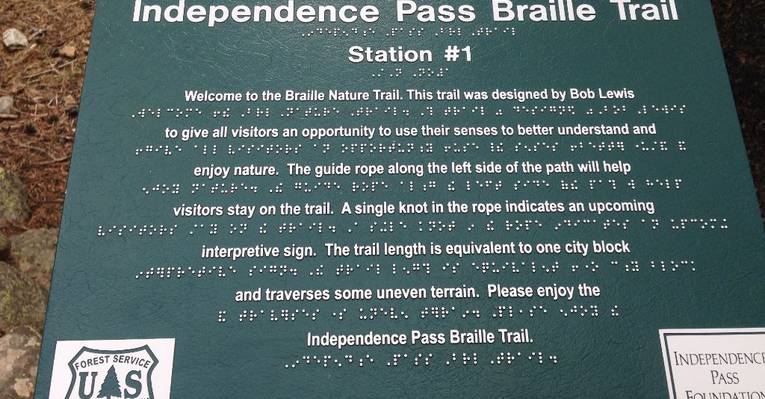 Independence Pass Braille Trail
Station #1
Welcome to the Braille Nature Trail. This trail was designed by Bob Lewis
to give all visitors an opportunity to use their senses to better understand and
enjoy nature. The guide rope along the left side of the path will help
visitors stay on the trail. A single knot in the rope indicates an upcoming
interpretive sign. The trail length is equivalent to one city block
and traverses some uneven terrain. Please enjoy the
Independence Pass Braille Trail.
FOREST SERVICE
U S
INDEPENDENCE
PASS
FOUNDATION